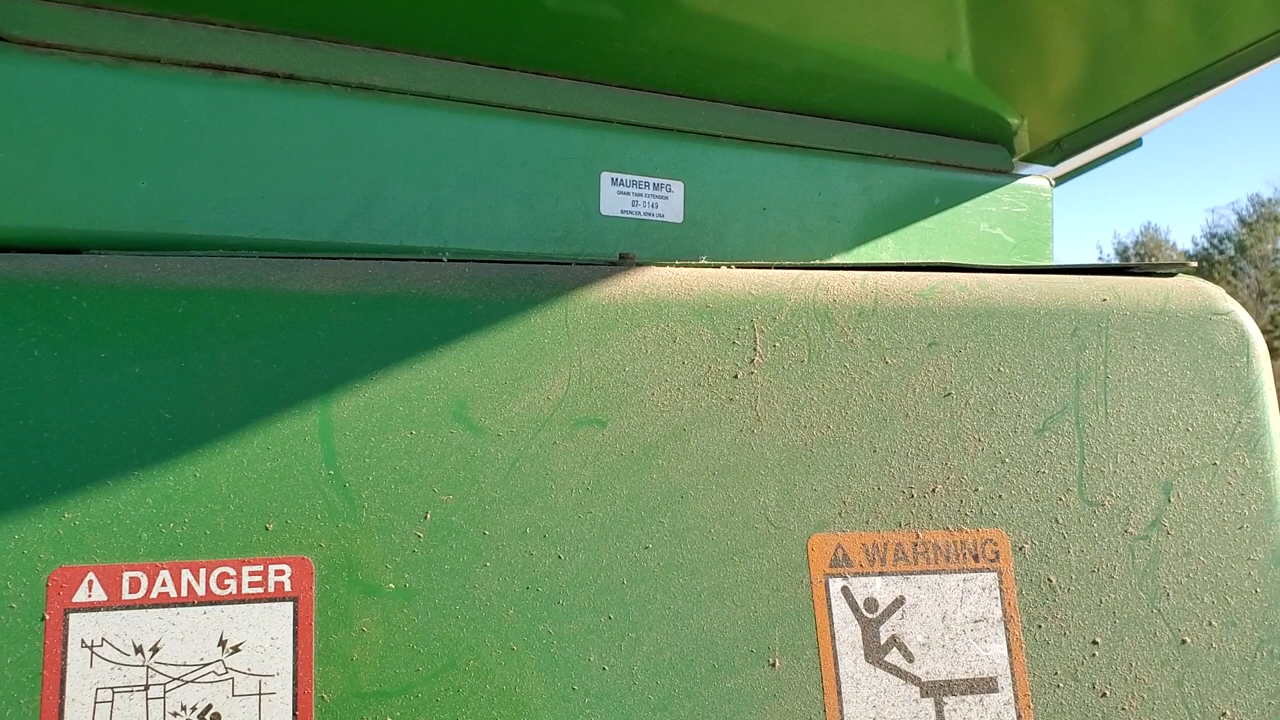 MAURER MFG.
GRAIN TANK EXTENSION
07-0149
SPENCER, IOWA USA
DANGER
WARNING